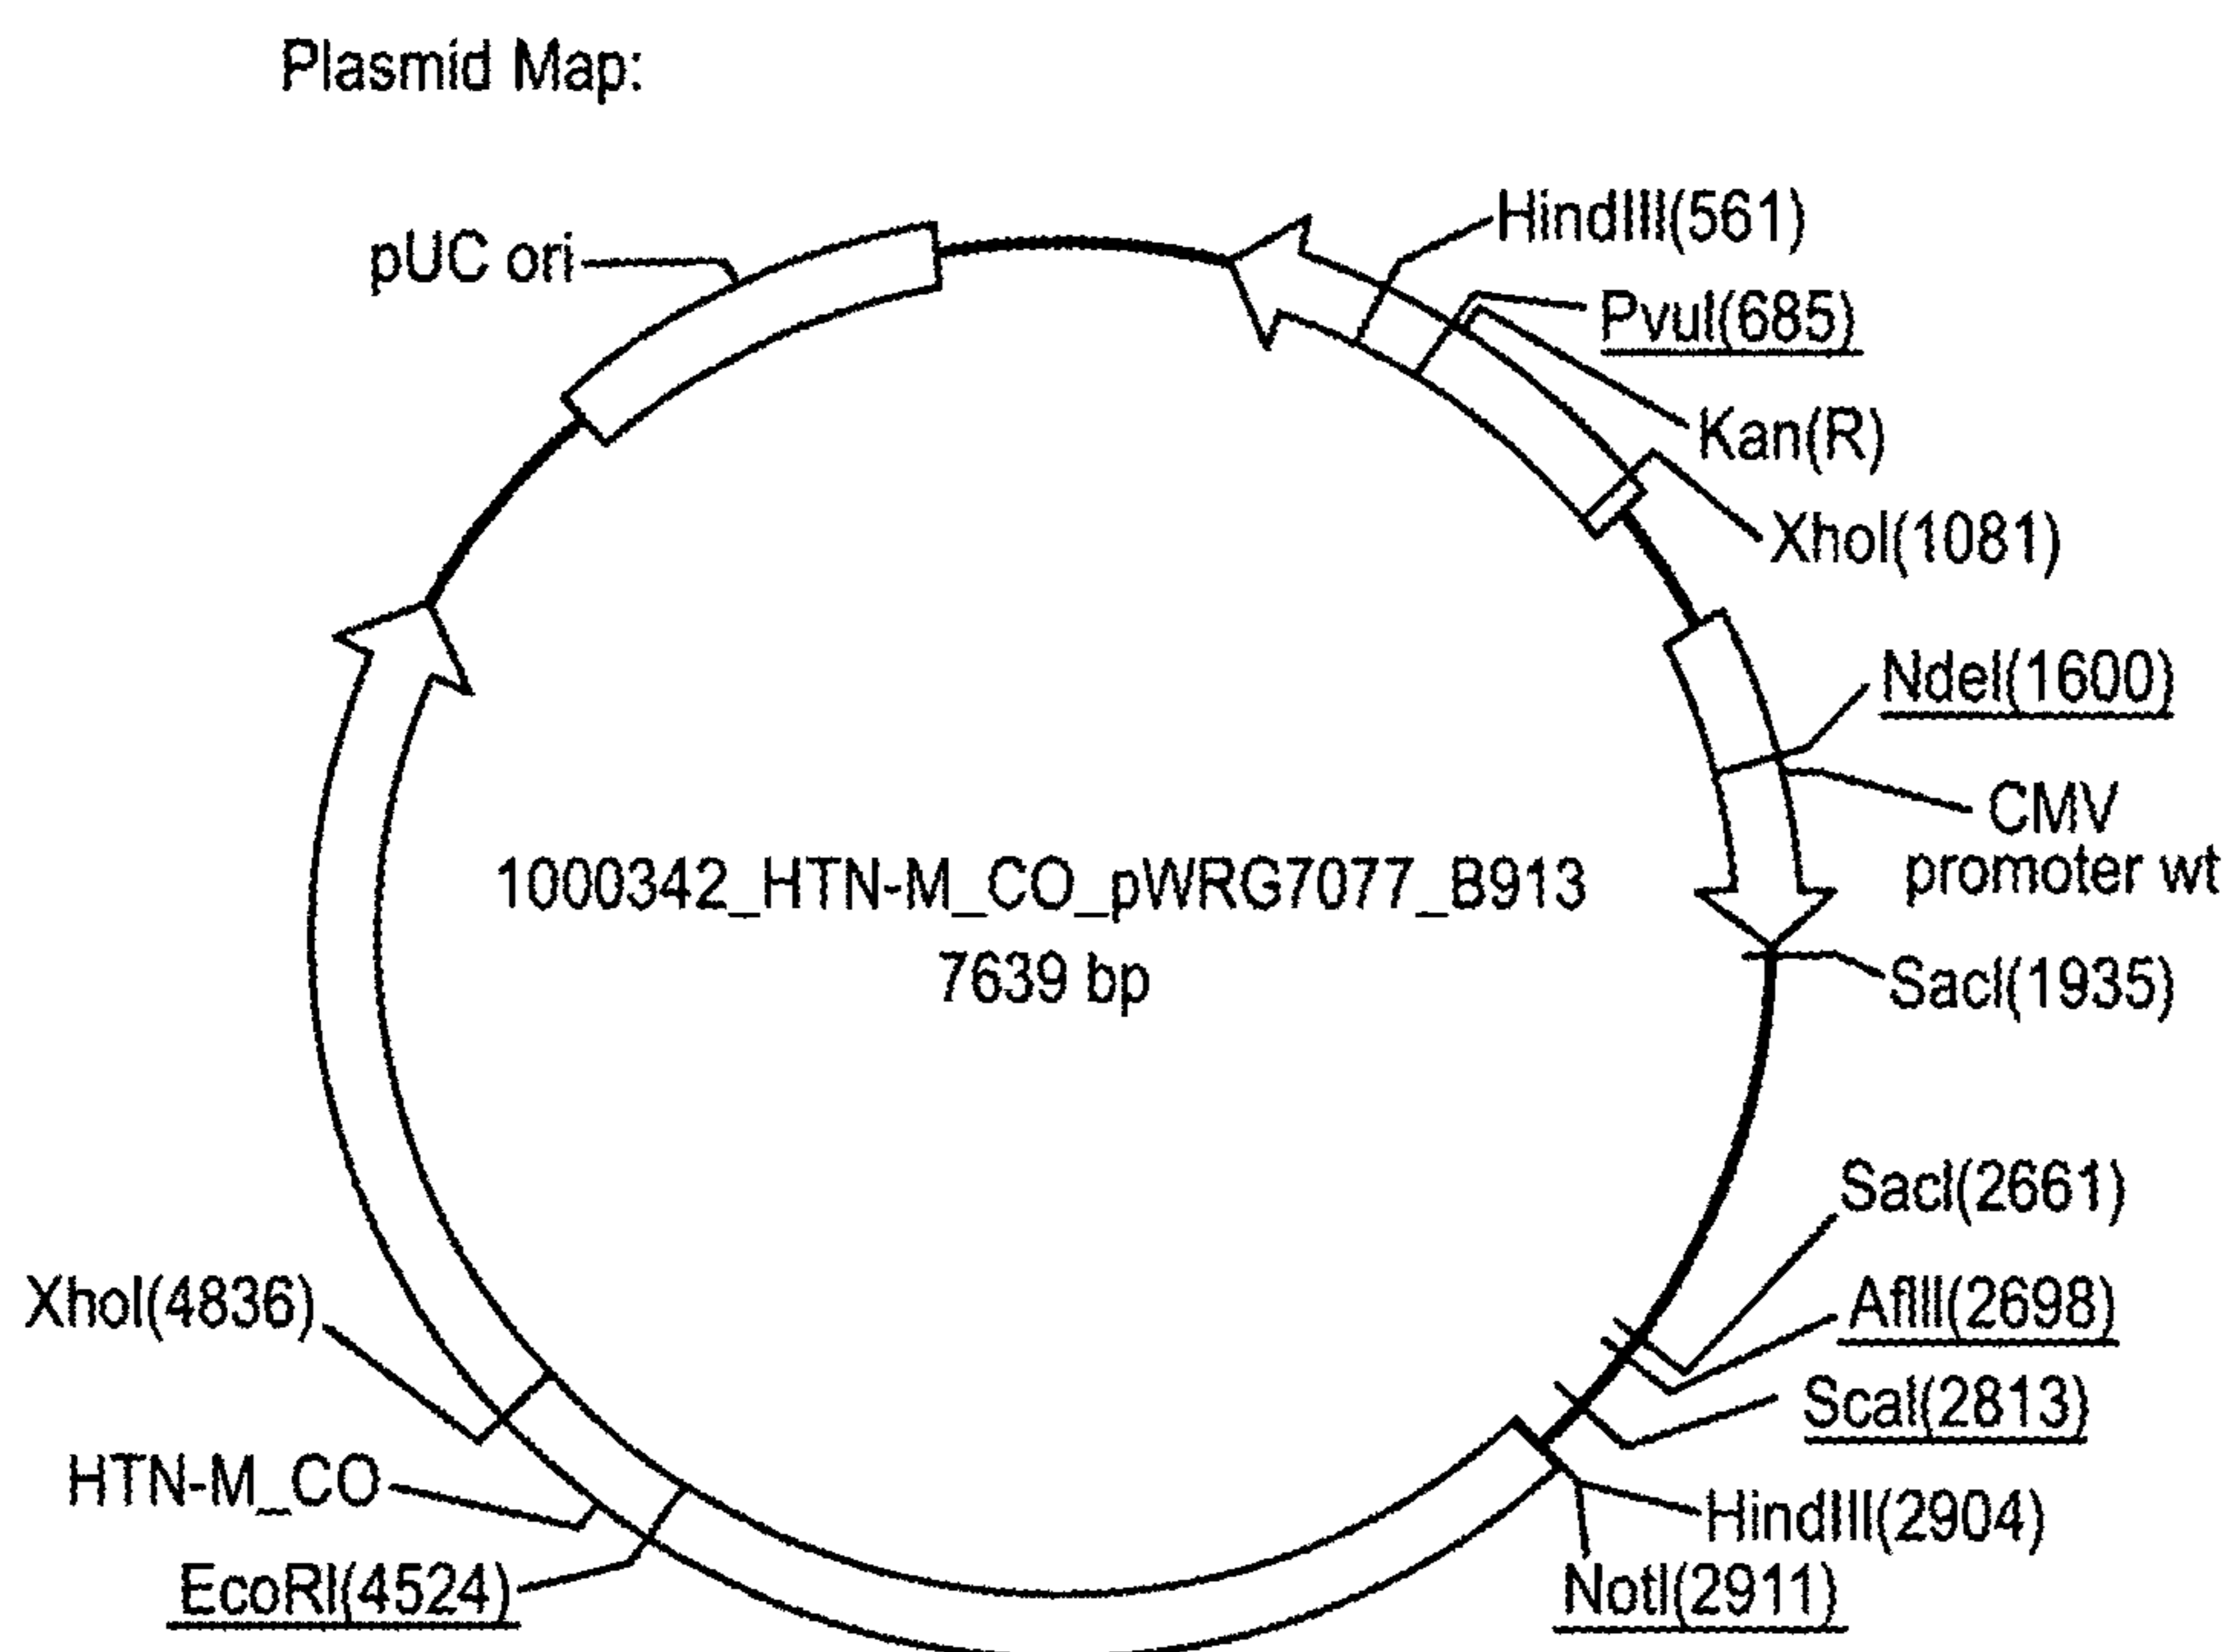 Plasmid Map:
pUC ori
HindIII(561)
PvuI(685)
Kan(R)
XhoI(1081)
NdeI(1600)
CMV
promoter wt
SacI(1935)
1000342_HTN-M_CO_pWRG7077_B913
7639 bp
SacI(2661)
AflII(2698)
ScaI(2813)
HindIII(2904)
NotI(2911)
XhoI(4836)
HTN-M_CO
EcoRI(4524)